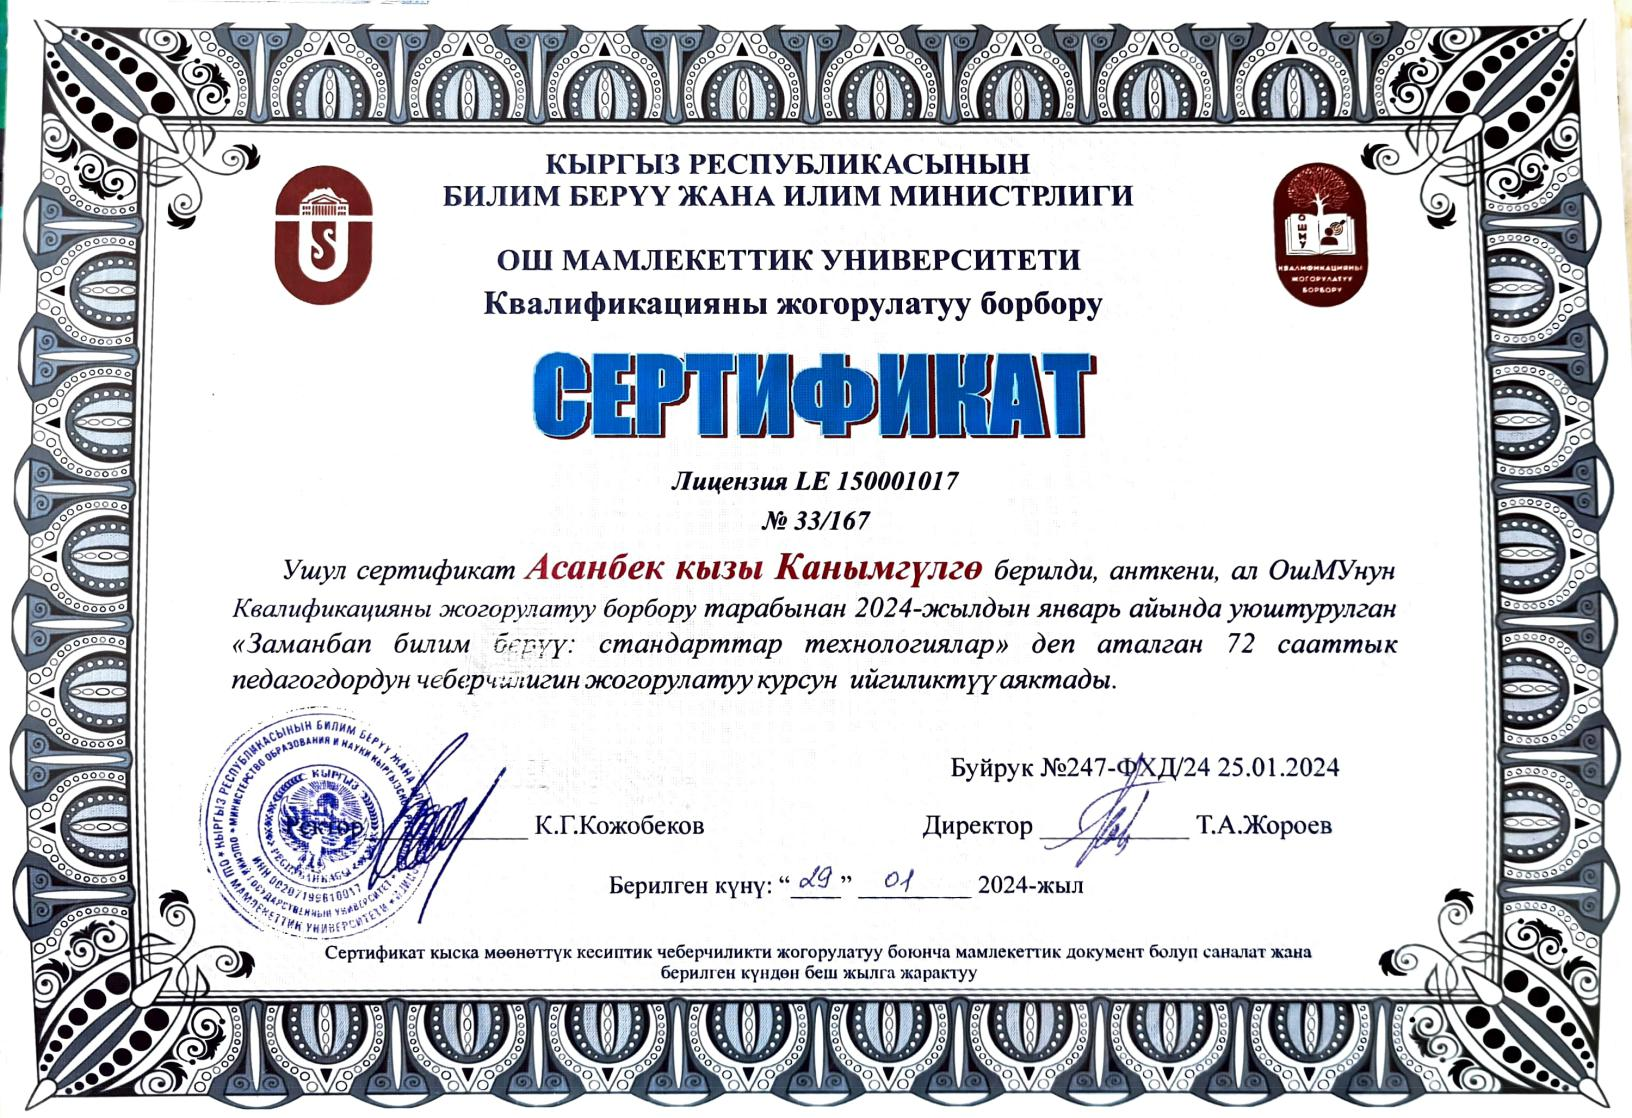 КЫРГЫЗ РЕСПУБЛИКАСЫНЫН
БИЛИМ БЕРҮҮ ЖАНА ИЛИМ МИНИСТРЛИГИ
ОШМУ
КВАЛИФИКАЦИЯНЫ
ЖОГОРУЛАТУУ
БОРБОРУ
ОШ МАМЛЕКЕТТИК УНИВЕРСИТЕТИ
Квалификацияны жогорулатуу борбору
СЕРТИФИКАТ
Лицензия LE 150001017
№ 33/167
Ушул сертификат Асанбек кызы Канымгүлгө берилди, анткени, ал ОшМУнун
Квалификацияны жогорулатуу борбору тарабынан 2024-жылдын январь айында уюштурулган
«Заманбап билим берүү: стандарттар технологиялар» деп аталган 72 сааттык
педагогдордун чеберчилигин жогорулатуу курсун ийгиликтүү аяктады.
Буйрук №247-ФХД/24 25.01.2024
Ректор К.Г.Кожобеков
Директор Т.А.Жороев
Берилген күнү: “ 29 ” 01 2024-жыл
Сертификат кыска мөөнөттүк кесиптик чеберчиликти жогорулатуу боюнча мамлекеттик документ болуп саналат жана
берилген күндөн беш жылга жарактуу